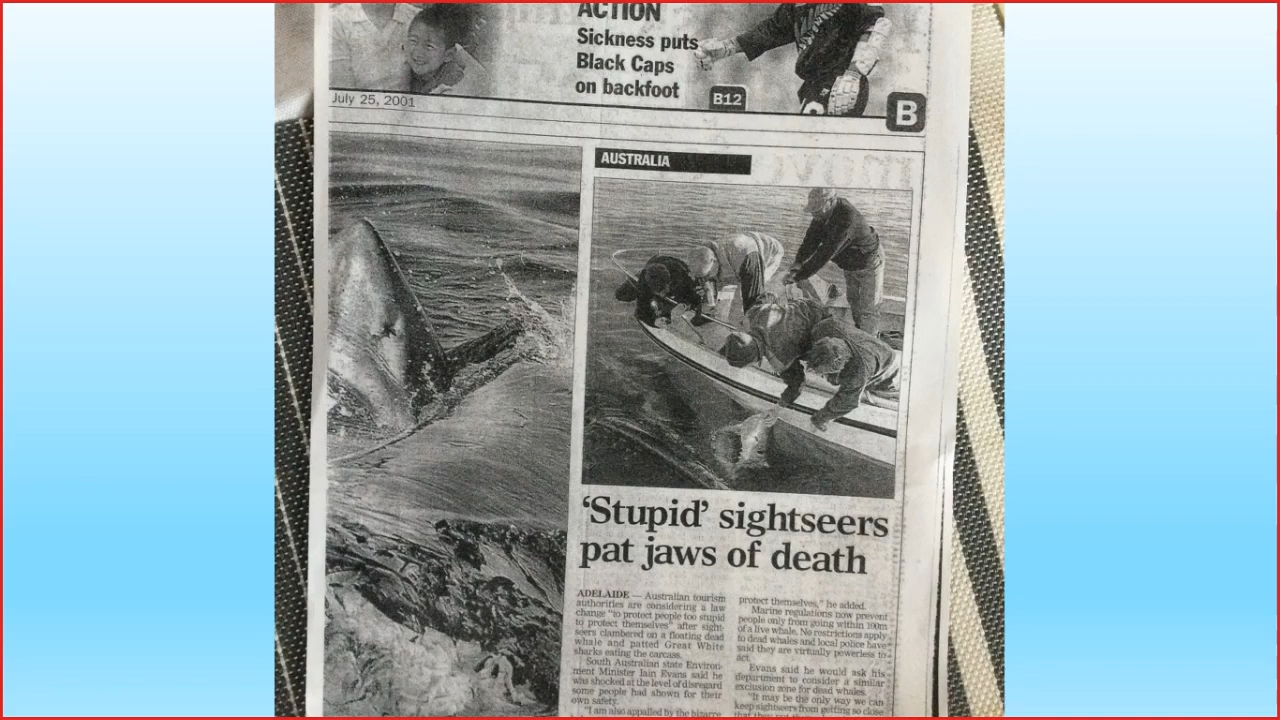 ACTION
Sickness puts
Black Caps
on backfoot
B12
July 25, 2001
B
AUSTRALIA
'Stupid' sightseers
pat jaws of death
ADELAIDE — Australian tourism
authorities are considering a law
change "to protect people too stupid
to protect themselves" after sight-
seers clambered on a floating dead
whale and patted Great White
sharks eating the carcass.
South Australian state Environ-
ment Minister Iain Evans said he
was shocked at the level of disregard
some people had shown for their
own safety.
"I am also appalled by the bizarre
protect themselves," he added.
Marine regulations now prevent
people only from going within 100m
of a live whale. No restrictions apply
to dead whales and local police have
said they are virtually powerless to
act.
Evans said he would ask his
department to consider a similar
exclusion zone for dead whales.
"It may be the only way we can
keep sightseers from getting so close
that they